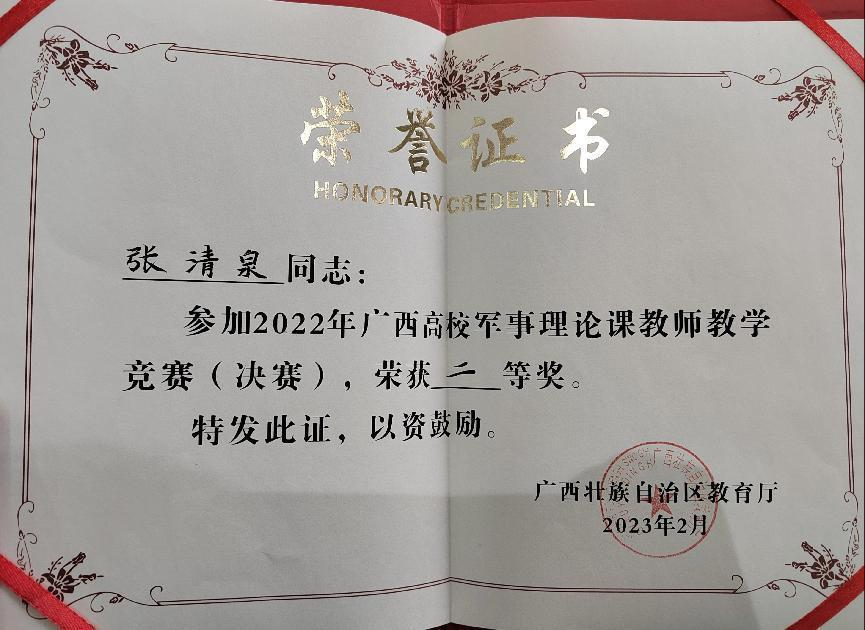 荣誉证书
HONORARY CREDENTIAL
张清泉同志：
参加2022年广西高校军事理论课教师教学
竞赛（决赛），荣获二等奖。
特发此证，以资鼓励。
广西壮族自治区教育厅
2023年2月